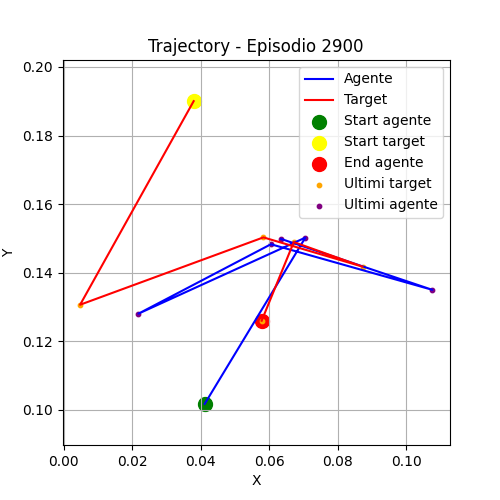 Trajectory - Episodio 2900
Agente
Target
Start agente
Start target
End agente
Ultimi target
Ultimi agente
0.20
0.18
0.16
0.14
0.12
0.10
Y
0.00 0.02 0.04 0.06 0.08 0.10
X